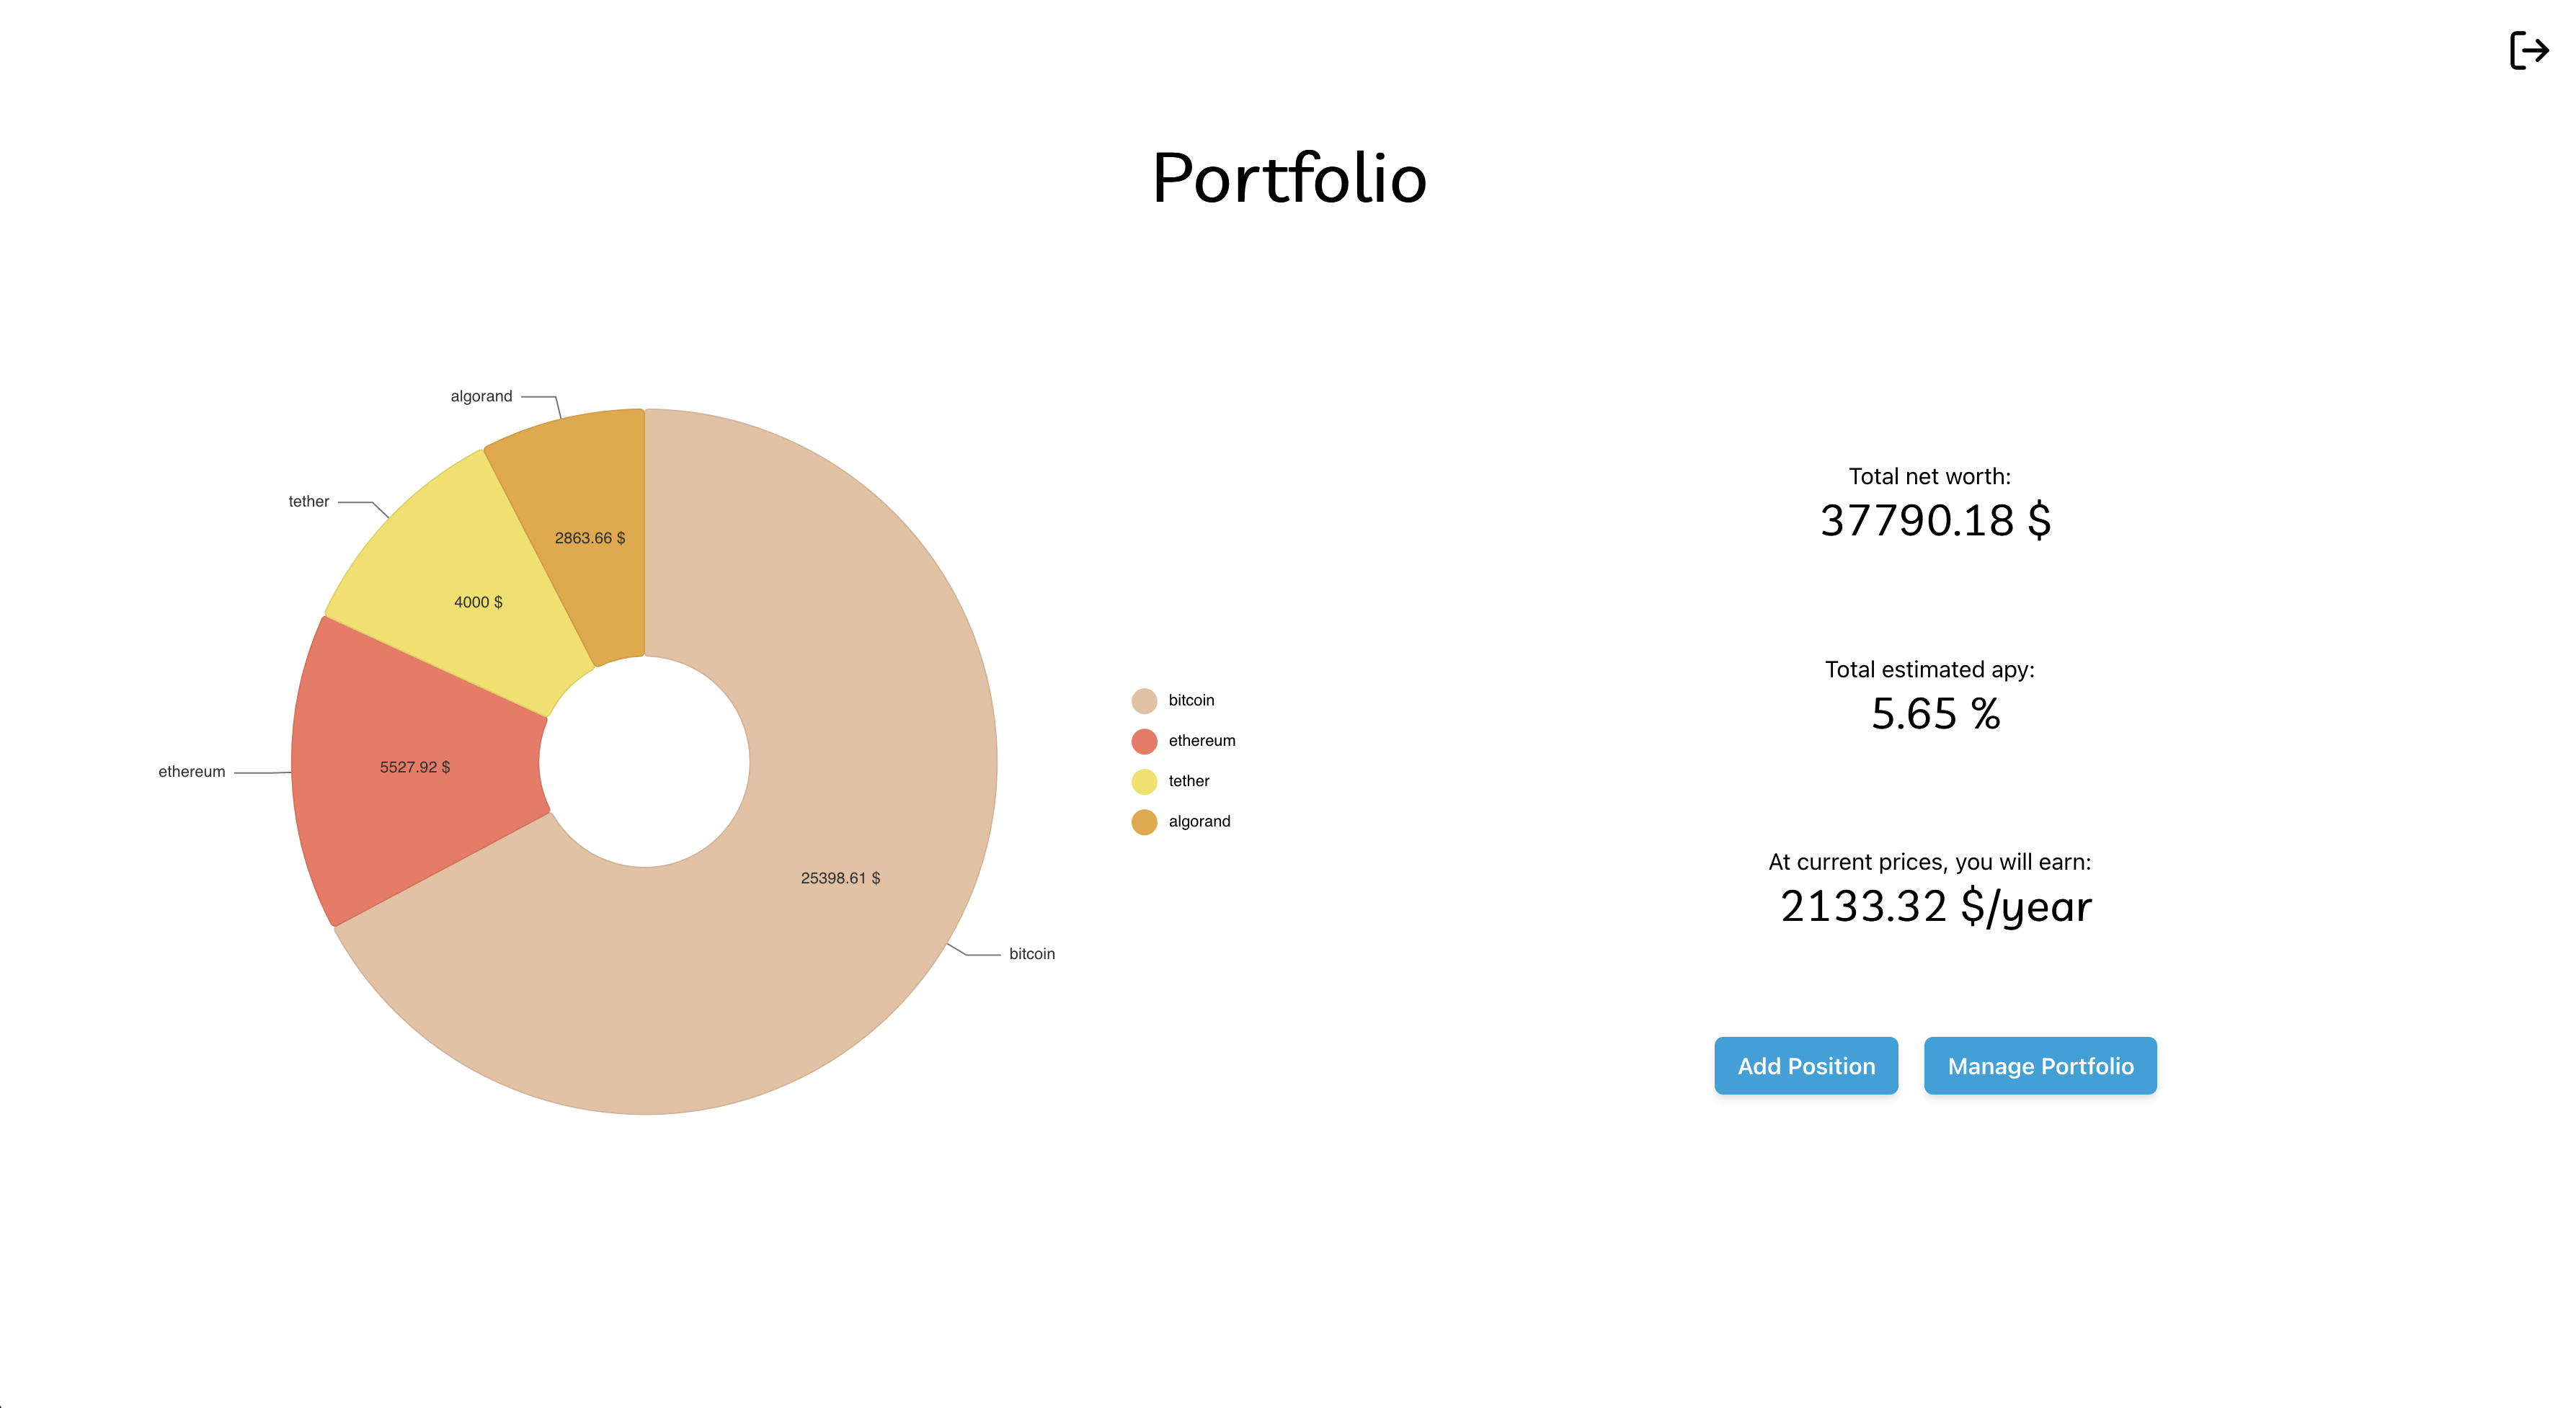 Portfolio
algorand
tether
2863.66 $
4000 $
ethereum
5527.92 $
25398.61 $
bitcoin
bitcoin
ethereum
tether
algorand
Total net worth:
37790.18 $
Total estimated apy:
5.65 %
At current prices, you will earn:
2133.32 $/year
Add Position
Manage Portfolio